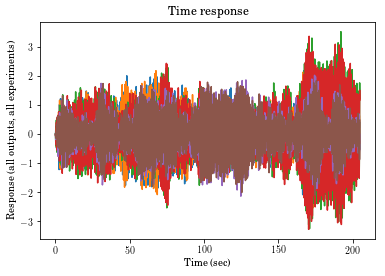 Time response
Response (all outputs, all experiments)
3
2
1
0
−1
−2
−3
0 50 100 150 200
Time (sec)